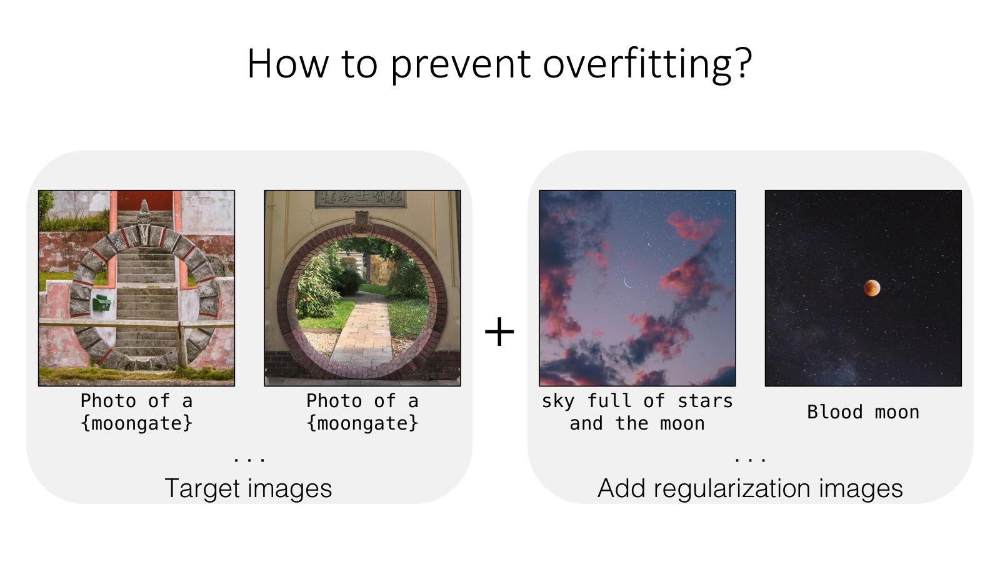 How to prevent overfitting?
Photo of a
{moongate}
Photo of a
{moongate}
+
sky full of stars
and the moon
Blood moon
...
Target images
...
Add regularization images